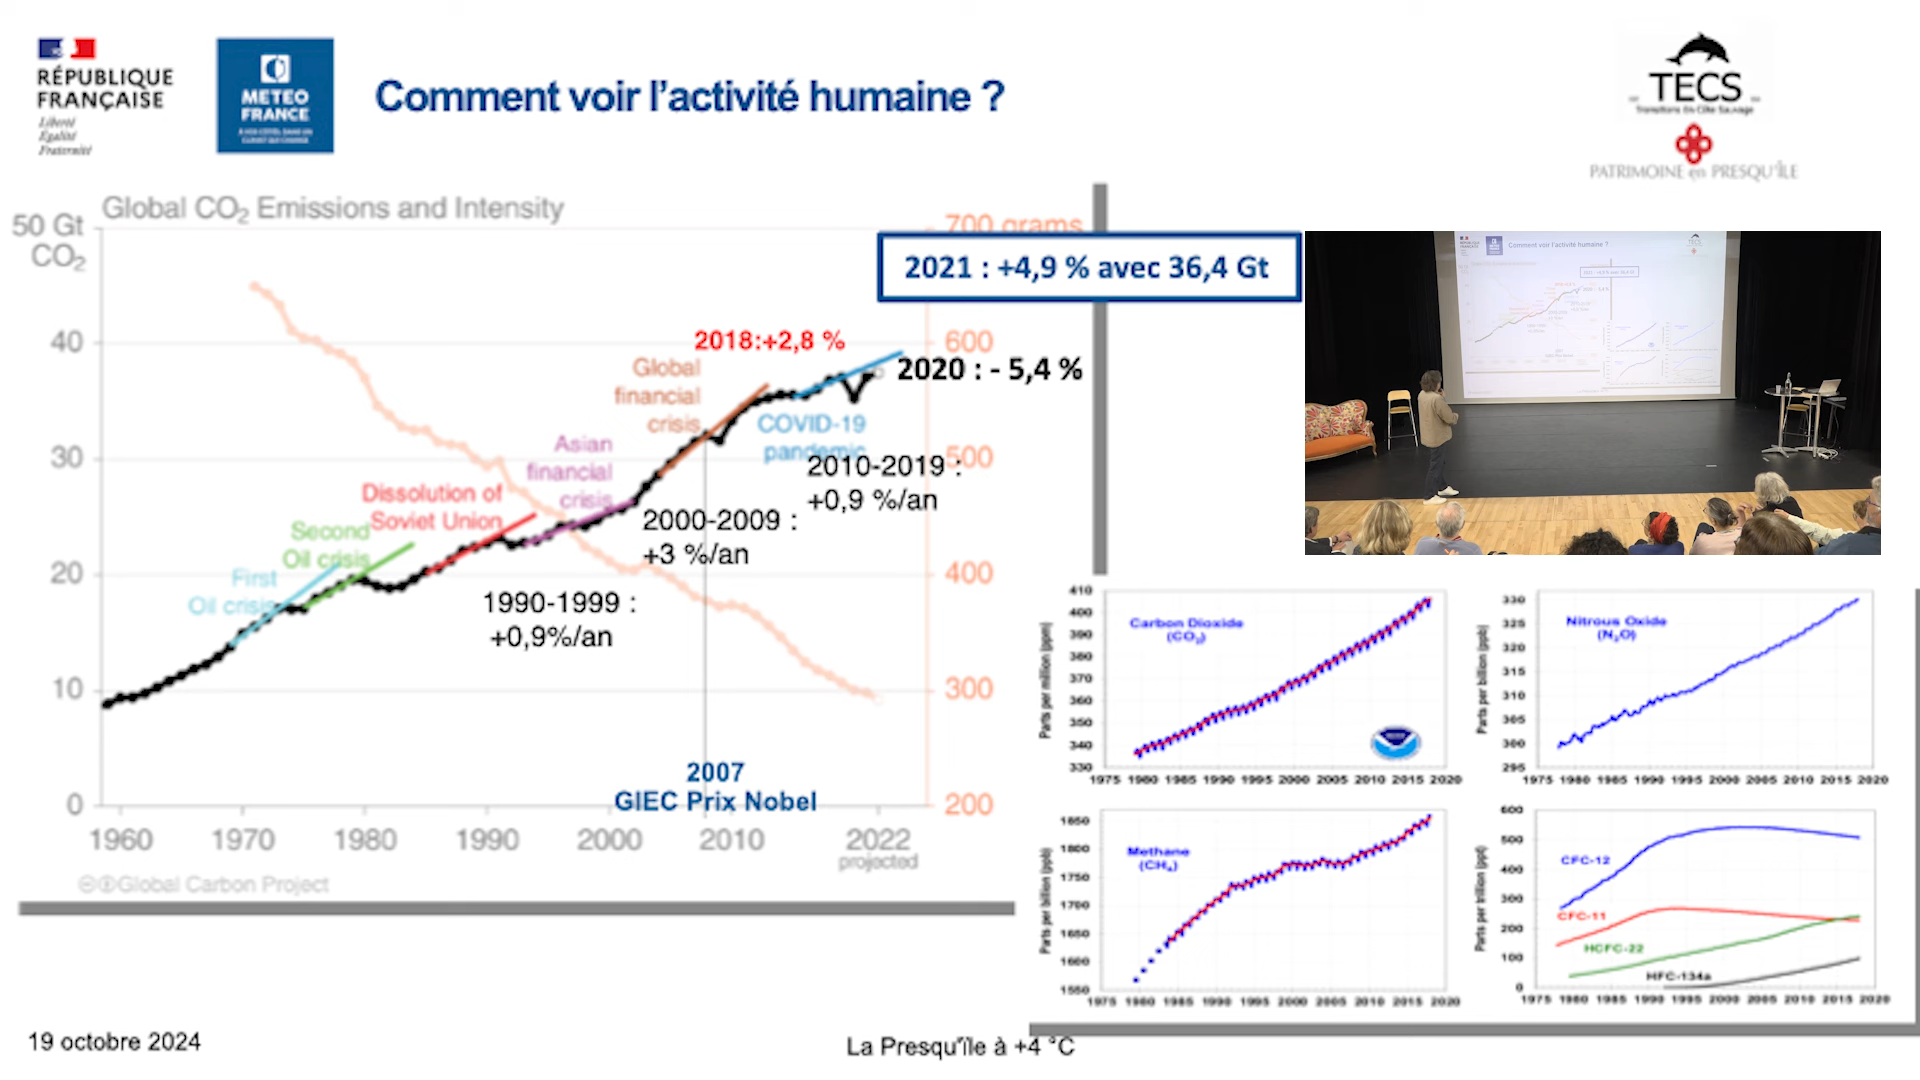 RÉPUBLIQUE
FRANÇAISE
Liberté
Égalité
Fraternité
METEO
FRANCE
Comment voir l'activité humaine ?
TECS
Transitions En Côte Sauvage
PATRIMOINE en PRESQU'ÎLE
Global CO2 Emissions and Intensity
50 Gt
CO2
700 grams
2021 : +4,9 % avec 36,4 Gt
40
30
20
10
0
600
500
400
300
200
2018:+2,8 %
2020 : - 5,4 %
Global
financial
crisis
COVID-19
pandemic
2010-2019 :
+0,9 %/an
Asian
financial
crisis
2000-2009 :
+3 %/an
Dissolution of
Soviet Union
Second
Oil crisis
First
Oil crisis
1990-1999 :
+0,9%/an
2007
GIEC Prix Nobel
1960 1970 1980 1990 2000 2010 2022
projected
Global Carbon Project
Comment voir l'activité humaine ?
Carbon Dioxide
(CO2)
Parts per million (ppm)
410
400
390
380
370
360
350
340
330
1975 1980 1985 1990 1995 2000 2005 2010 2015 2020
Nitrous Oxide
(N2O)
Parts per billion (ppb)
330
325
320
315
310
305
300
295
1975 1980 1985 1990 1995 2000 2005 2010 2015 2020
Methane
(CH4)
Parts per billion (ppb)
1850
1800
1750
1700
1650
1600
1550
1975 1980 1985 1990 1995 2000 2005 2010 2015 2020
Parts per trillion (ppt)
600
500
400
300
200
100
0
CFC-12
CFC-11
HCFC-22
HFC-134a
1975 1980 1985 1990 1995 2000 2005 2010 2015 2020
19 octobre 2024
La Presqu'île à +4 °C